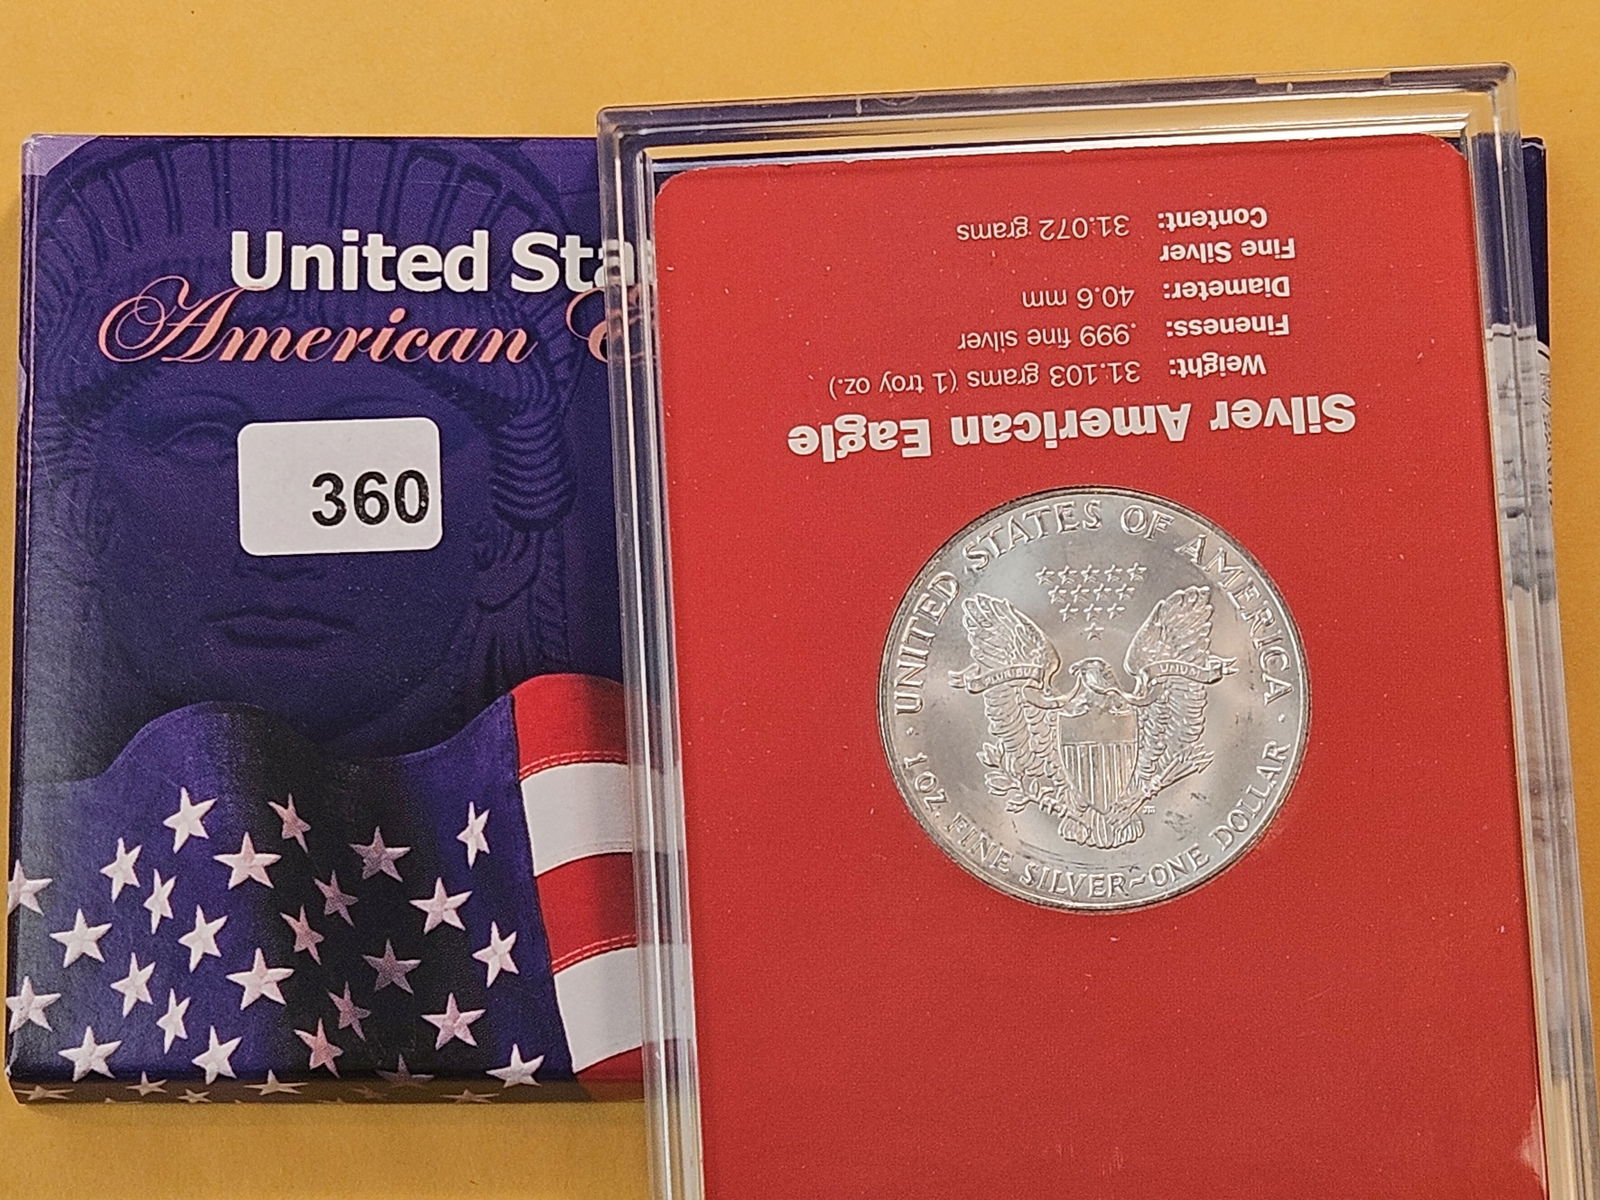 United Sta
American E
360
Silver American Eagle
Weight: 31.103 grams (1 troy oz.)
Fineness: .999 fine silver
Diameter: 40.6 mm
Fine Silver
Content: 31.072 grams
UNITED STATES OF AMERICA
PLURIBUS UNUM
1 OZ. FINE SILVER~ONE DOLLAR